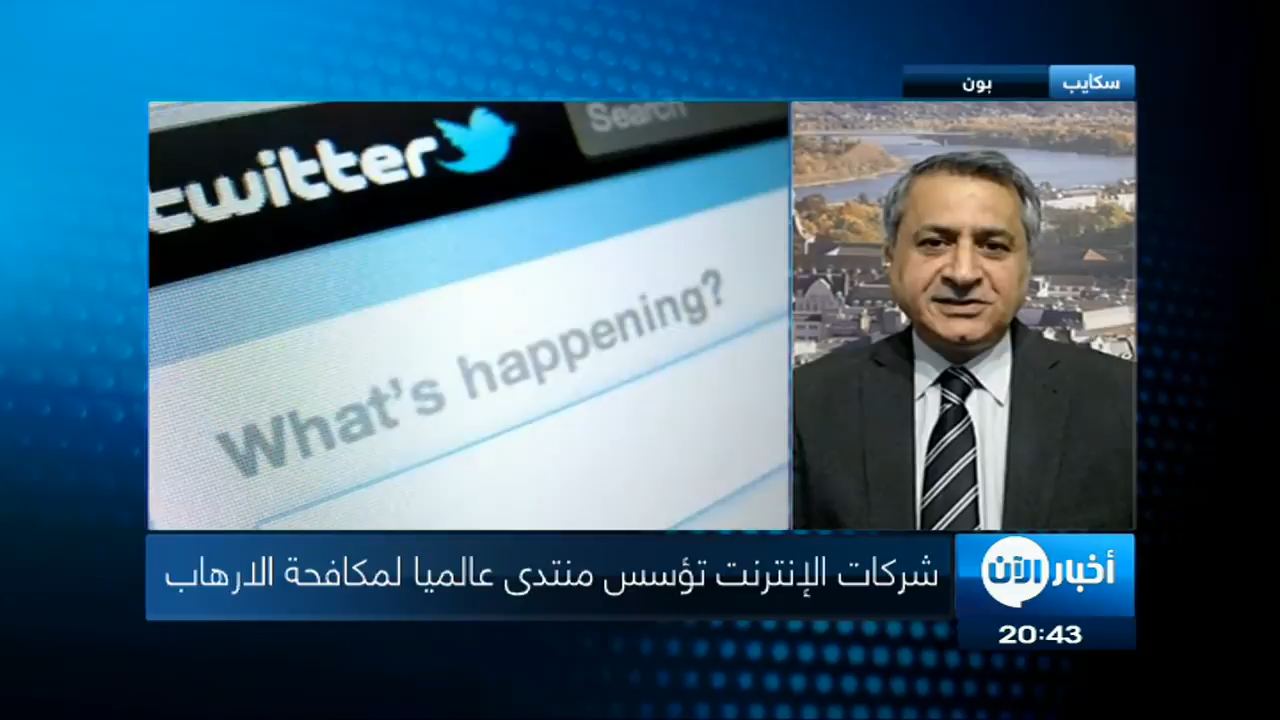 سكايب
بون
twitter
Search
What's happening?
شركات الإنترنت تؤسس منتدى عالميا لمكافحة الارهاب
أخبار الآن
20:43